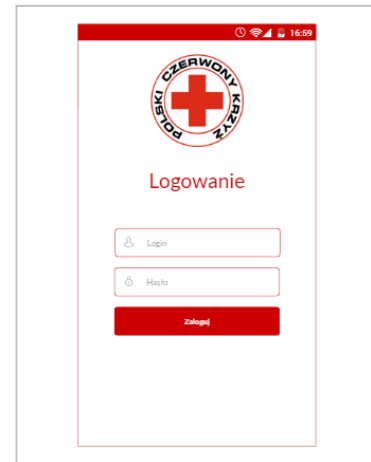 16:59
POLSKI CZERWONY KRZYŻ
Logowanie
Login
Hasło
Zaloguj